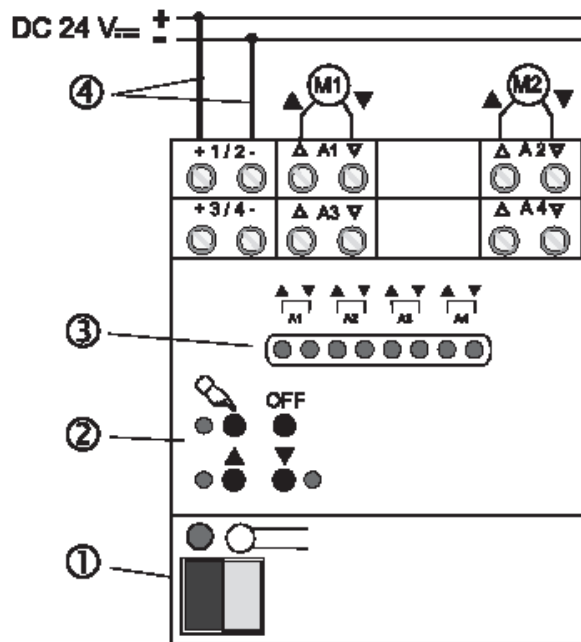 DC 24 V⎓ +
-
④ M1 M2
▲ ▼ ▲ ▼
+ 1 / 2 - △ A1 ▽ △ A2 ▽
+ 3 / 4 - △ A3 ▽ △ A4 ▽
▲ ▼ ▲ ▼ ▲ ▼ ▲ ▼
A1 A2 A3 A4
③
OFF
②
▲ ▼
①